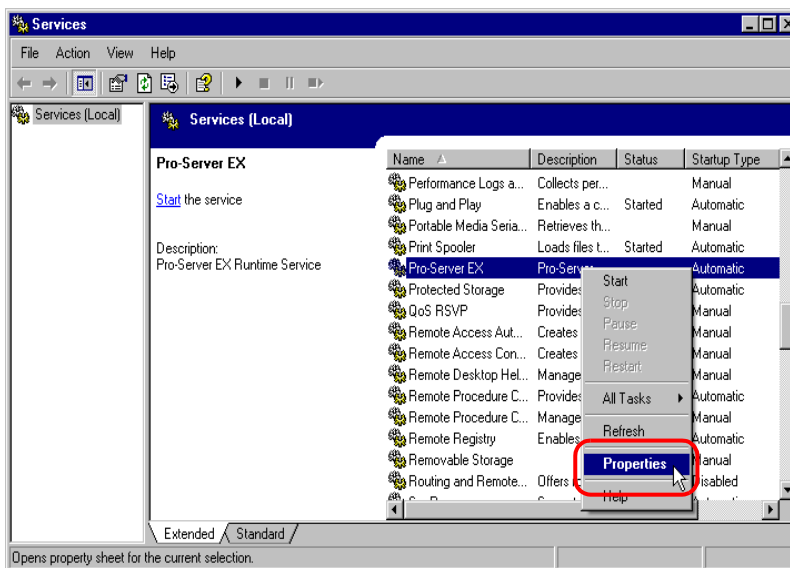 Services
File Action View Help
Services (Local)
Services (Local)
Pro-Server EX
Start the service
Description:
Pro-Server EX Runtime Service
Name Description Status Startup Type
Performance Logs a... Collects per... Manual
Plug and Play Enables a c... Started Automatic
Portable Media Seria... Retrieves th... Manual
Print Spooler Loads files t... Started Automatic
Pro-Server EX Pro-Server Automatic
Protected Storage Provides Automatic
QoS RSVP Provides Manual
Remote Access Aut... Creates Manual
Remote Access Con... Creates Manual
Remote Desktop Hel... Manage Manual
Remote Procedure C... Provides Automatic
Remote Procedure C... Manage Manual
Remote Registry Enables Automatic
Removable Storage Manual
Routing and Remote... Offers Disabled
Start
Stop
Pause
Resume
Restart
All Tasks
Refresh
Properties
Help
Extended Standard
Opens property sheet for the current selection.